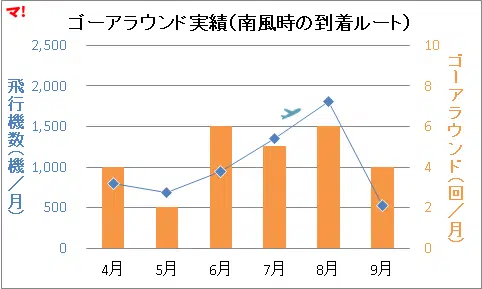 マ!
ゴーアラウンド実績(南風時の到着ルート)
飛行機数(機/月)
2,500
2,000
1,500
1,000
500
0
10
8
6
4
2
0
ゴーアラウンド(回/月)
4月 5月 6月 7月 8月 9月